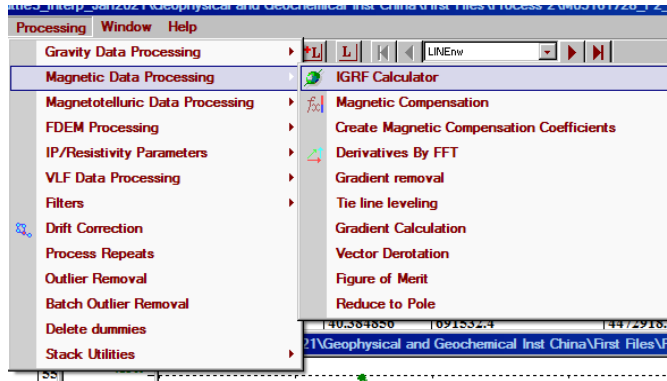 Processing Window Help
Gravity Data Processing
LINEnw
Magnetic Data Processing
IGRF Calculator
Magnetotelluric Data Processing
Magnetic Compensation
FDEM Processing
Create Magnetic Compensation Coefficients
IP/Resistivity Parameters
Derivatives By FFT
VLF Data Processing
Gradient removal
Filters
Tie line leveling
Drift Correction
Gradient Calculation
Process Repeats
Vector Derotation
Outlier Removal
Figure of Merit
Batch Outlier Removal
Reduce to Pole
Delete dummies
40.384856 691532.4 4472918.
21\Geophysical and Geochemical Inst China\First Files\F
Stack Utilities